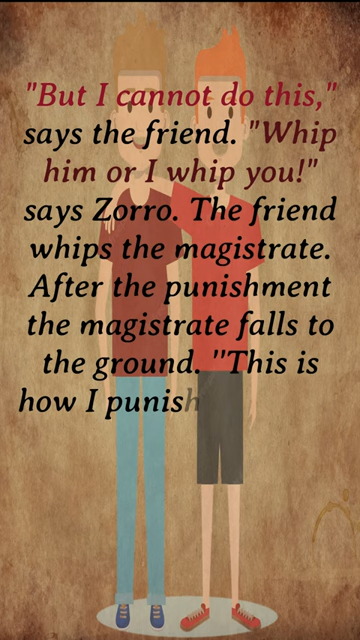 "But I cannot do this,"
says the friend. "Whip
him or I whip you!"
says Zorro. The friend
whips the magistrate.
After the punishment
the magistrate falls to
the ground. "This is
how I punish